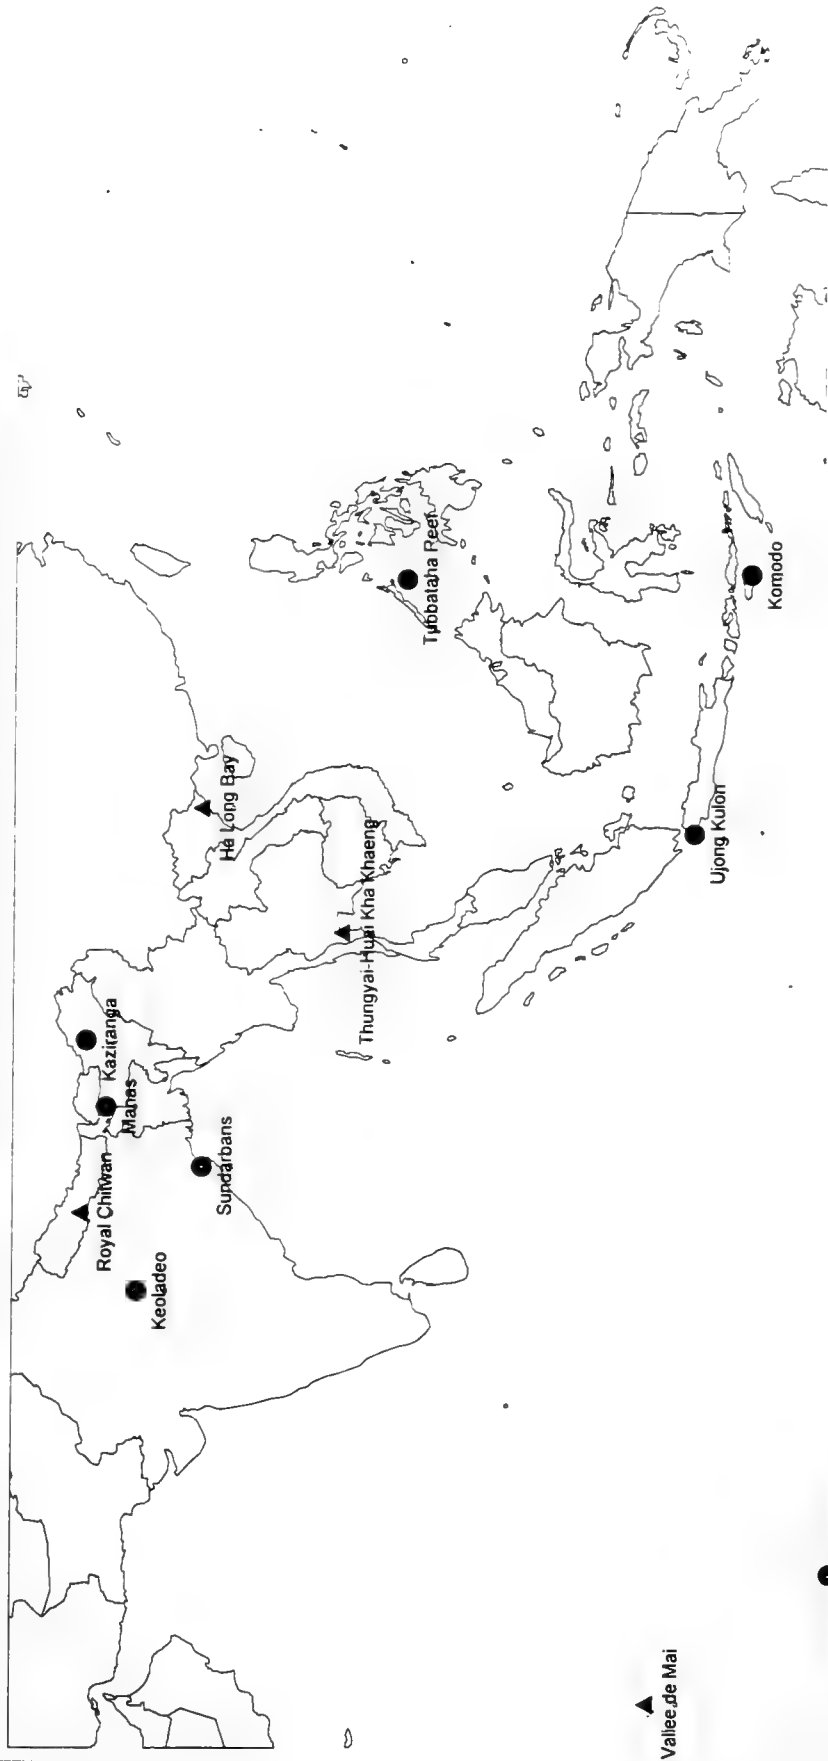 Tubbataha Reef
Komodo
Ha Long Bay
Ujong Kulon
Thungyai-Huai Kha Khaeng
Kaziranga
Manas
Sundarbans
Royal Chitwan
Keoladeo
Vallee de Mai